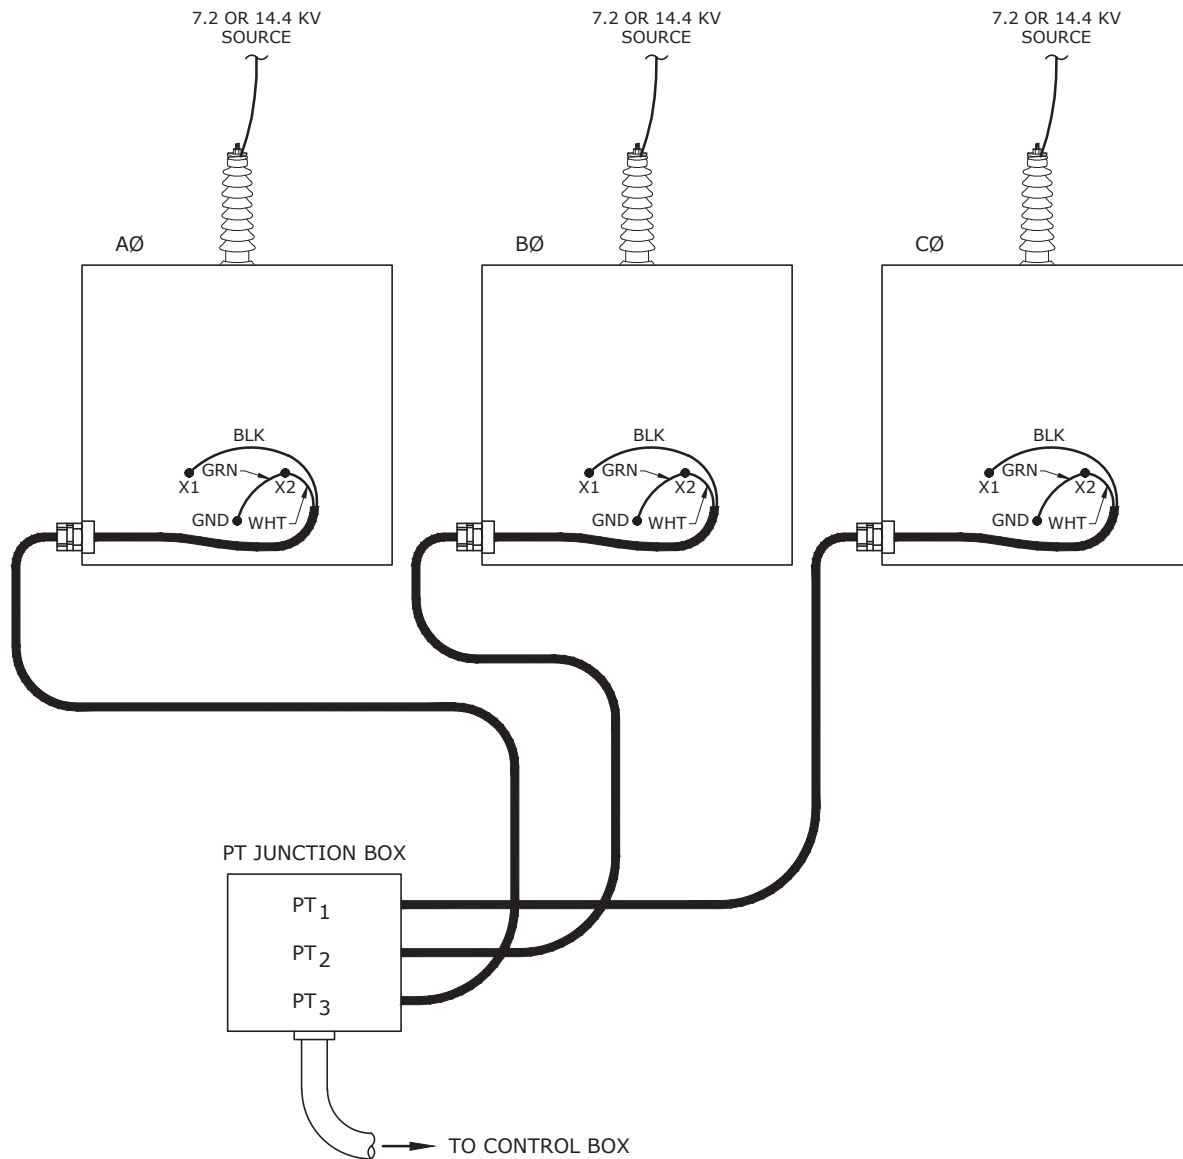 7.2 OR 14.4 KV
SOURCE
7.2 OR 14.4 KV
SOURCE
7.2 OR 14.4 KV
SOURCE
AØ
BØ
CØ
BLK
GRN
X1
X2
GND
WHT
BLK
GRN
X1
X2
GND
WHT
BLK
GRN
X1
X2
GND
WHT
PT JUNCTION BOX
PT1
PT2
PT3
TO CONTROL BOX